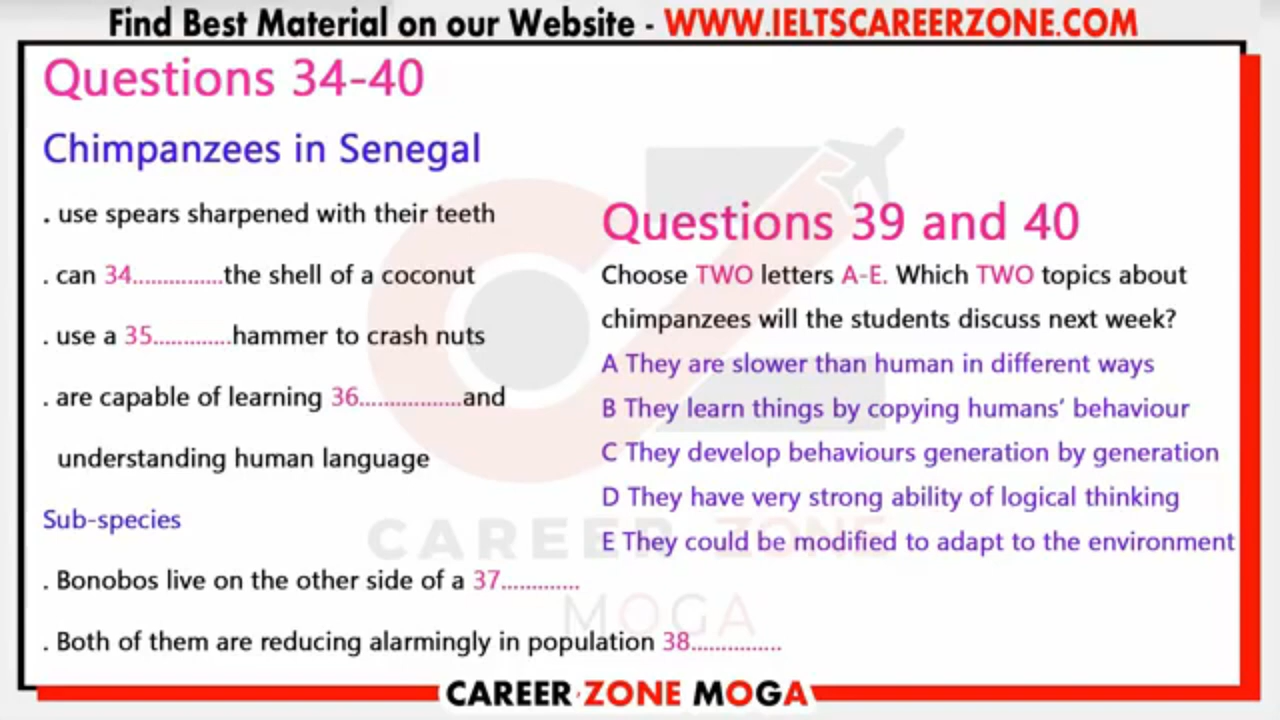 Find Best Material on our Website - WWW.IELTSCAREERZONE.COM
Questions 34-40
Chimpanzees in Senegal
. use spears sharpened with their teeth
. can 34..............the shell of a coconut
. use a 35............hammer to crash nuts
. are capable of learning 36................and
understanding human language
Sub-species
. Bonobos live on the other side of a 37............
. Both of them are reducing alarmingly in population 38..............
Questions 39 and 40
Choose TWO letters A-E. Which TWO topics about
chimpanzees will the students discuss next week?
A They are slower than human in different ways
B They learn things by copying humans’ behaviour
C They develop behaviours generation by generation
D They have very strong ability of logical thinking
E They could be modified to adapt to the environment
CAREER ZONE
MOGA
CAREER ZONE MOGA